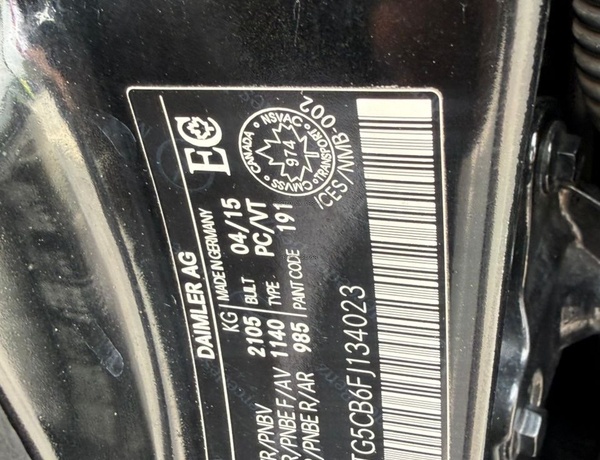 DAIMLER AG
KG MADE IN GERMANY
R/PNBV 2105 BUILT 04/15
R/PNBE F/AV 1140 TYPE PC/VT
/PNBE R/AR 985 PAINT CODE 191
EC
CANADA NSVAC
974
CMVSS TRANSPORT
ICES/NMB-002
TG5CB6FJ134023